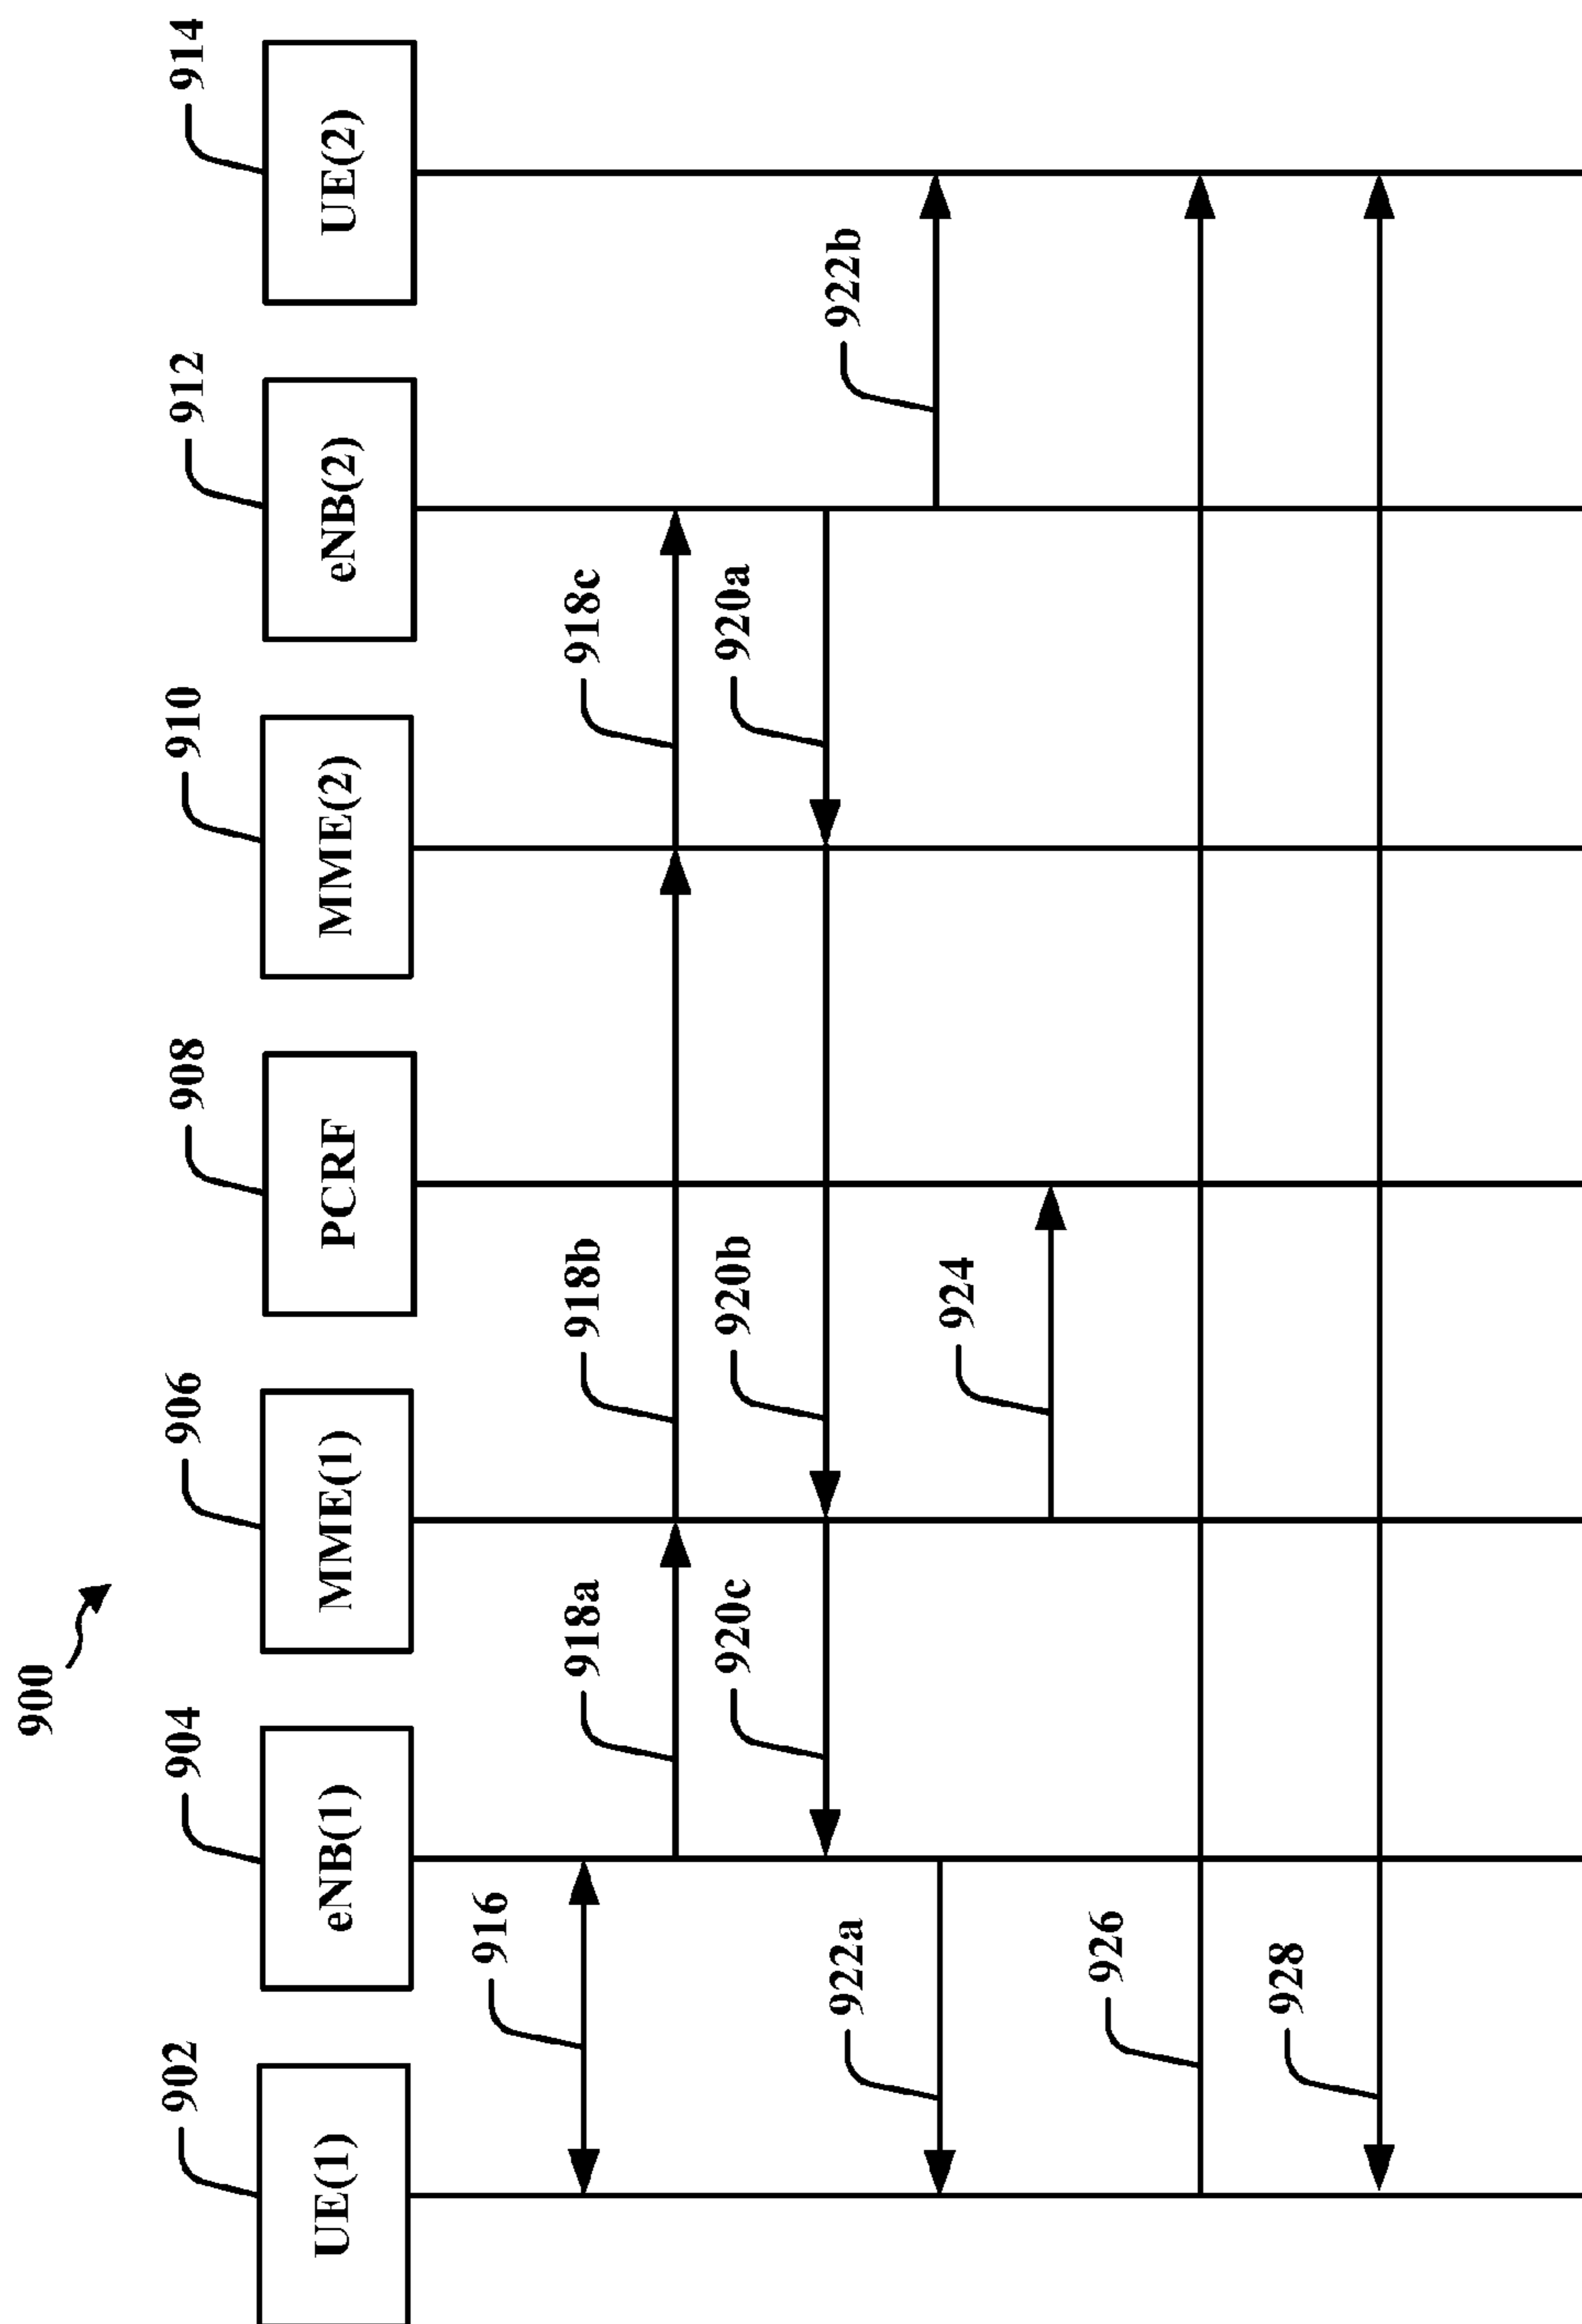 900
902
904
906
908
910
912
914
UE(1)
eNB(1)
MME(1)
PCRF
MME(2)
eNB(2)
UE(2)
916
918a
918b
918c
920c
920b
920a
922a
922b
924
926
928